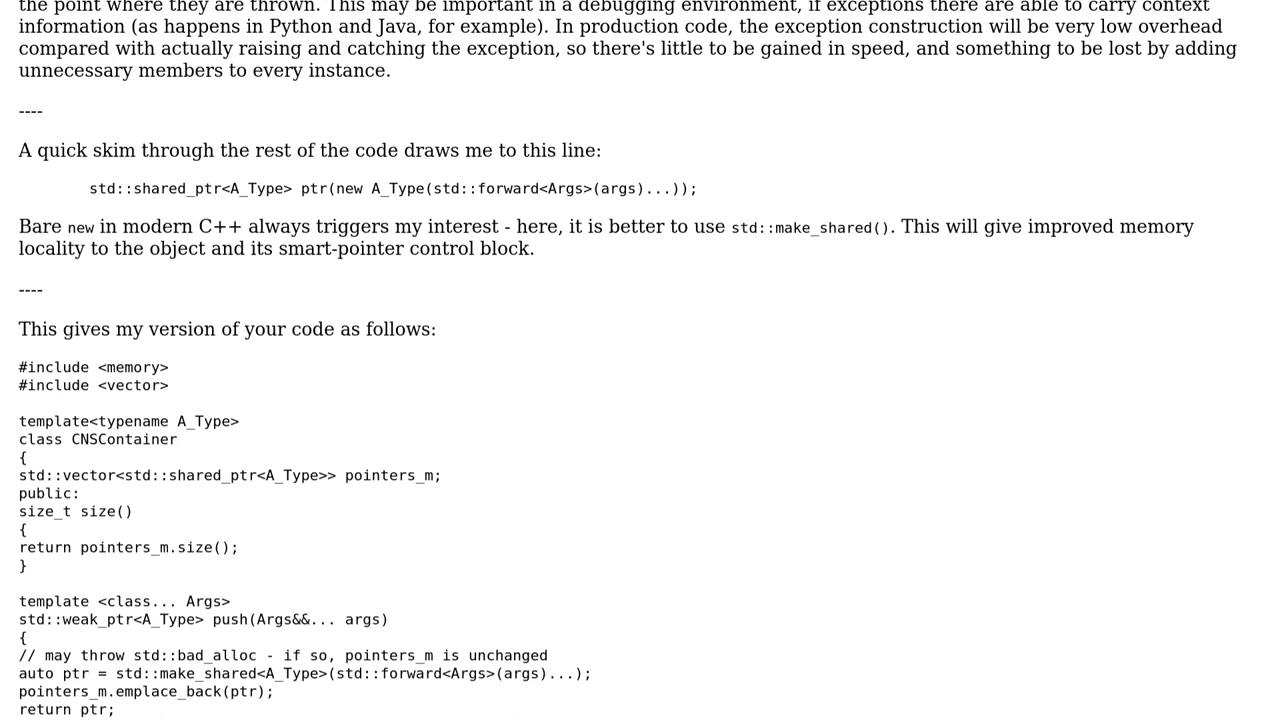 the point where they are thrown. This may be important in a debugging environment, if exceptions there are able to carry context
information (as happens in Python and Java, for example). In production code, the exception construction will be very low overhead
compared with actually raising and catching the exception, so there's little to be gained in speed, and something to be lost by adding
unnecessary members to every instance.
----
A quick skim through the rest of the code draws me to this line:
std::shared_ptr<A_Type> ptr(new A_Type(std::forward<Args>(args)...));
Bare new in modern C++ always triggers my interest - here, it is better to use std::make_shared(). This will give improved memory
locality to the object and its smart-pointer control block.
----
This gives my version of your code as follows:
#include <memory>
#include <vector>
template<typename A_Type>
class CNSContainer
{
std::vector<std::shared_ptr<A_Type>> pointers_m;
public:
size_t size()
{
return pointers_m.size();
}
template <class... Args>
std::weak_ptr<A_Type> push(Args&&... args)
{
// may throw std::bad_alloc - if so, pointers_m is unchanged
auto ptr = std::make_shared<A_Type>(std::forward<Args>(args)...);
pointers_m.emplace_back(ptr);
return ptr;